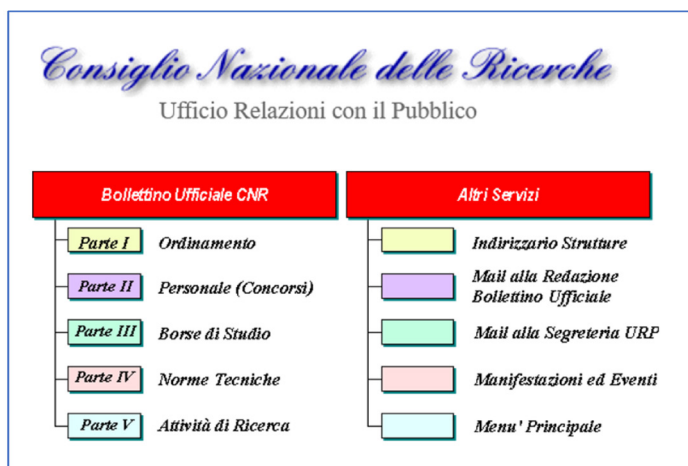 Consiglio Nazionale delle Ricerche
Ufficio Relazioni con il Pubblico
Bollettino Ufficiale CNR
Parte I Ordinamento
Parte II Personale (Concorsi)
Parte III Borse di Studio
Parte IV Norme Tecniche
Parte V Attività di Ricerca
Altri Servizi
Indirizzario Strutture
Mail alla Redazione
Bollettino Ufficiale
Mail alla Segreteria URP
Manifestazioni ed Eventi
Menu' Principale